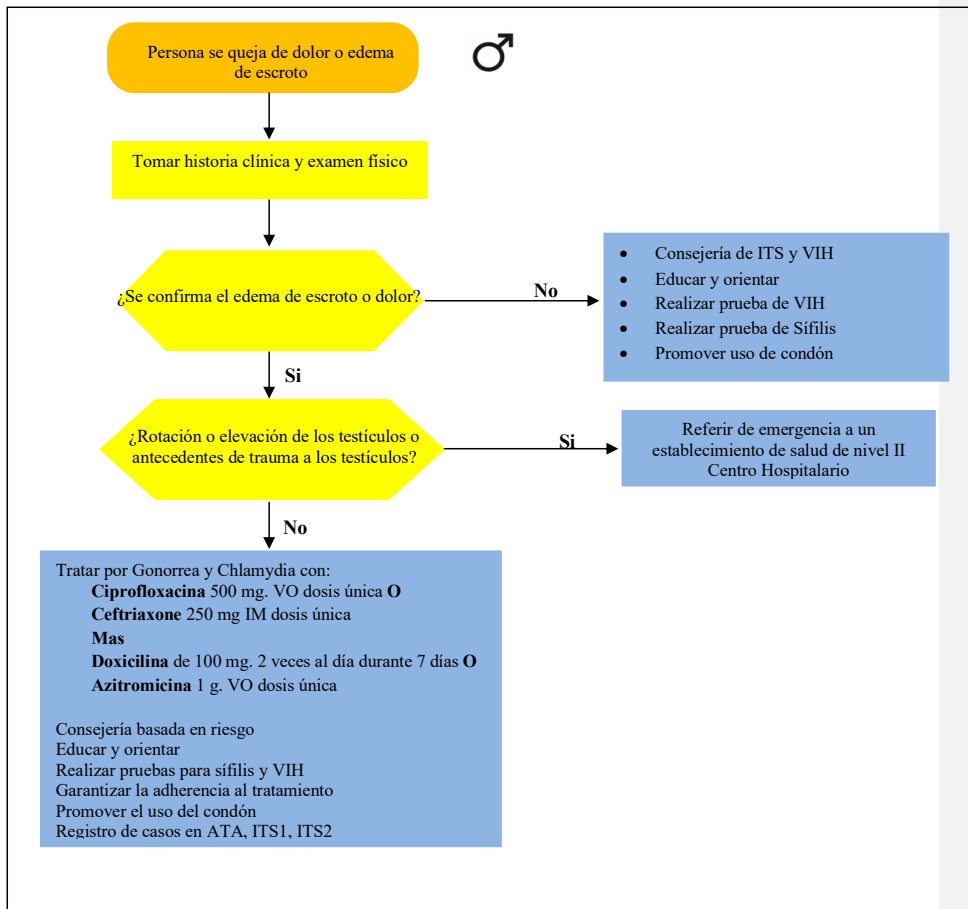 Persona se queja de dolor o edema
de escroto
Tomar historia clínica y examen físico
¿Se confirma el edema de escroto o dolor?
No
• Consejería de ITS y VIH
• Educar y orientar
• Realizar prueba de VIH
• Realizar prueba de Sífilis
• Promover uso de condón
Si
¿Rotación o elevación de los testículos o
antecedentes de trauma a los testículos?
Si
Referir de emergencia a un
establecimiento de salud de nivel II
Centro Hospitalario
No
Tratar por Gonorrea y Chlamydia con:
Ciprofloxacina 500 mg. VO dosis única O
Ceftriaxone 250 mg IM dosis única
Mas
Doxicilina de 100 mg. 2 veces al día durante 7 días O
Azitromicina 1 g. VO dosis única
Consejería basada en riesgo
Educar y orientar
Realizar pruebas para sífilis y VIH
Garantizar la adherencia al tratamiento
Promover el uso del condón
Registro de casos en ATA, ITS1, ITS2